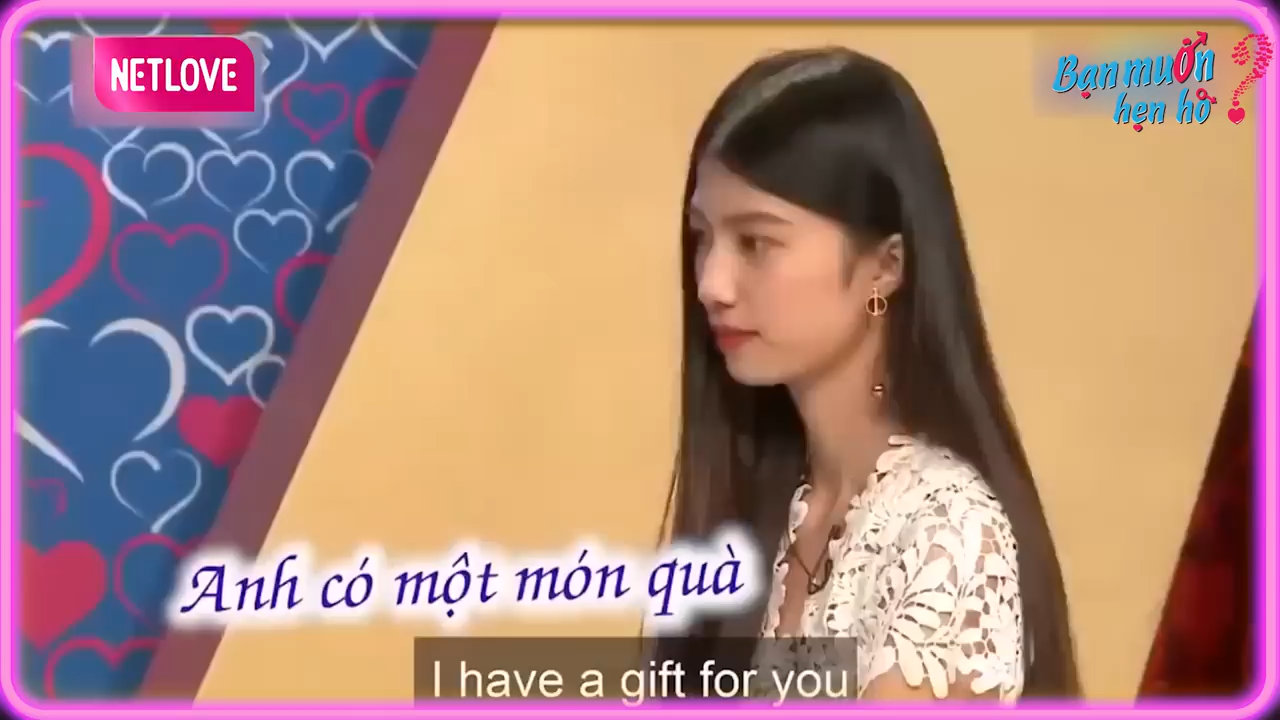 NETLOVE
Bạn muốn
hẹn hò ?
Anh có một món quà
I have a gift for you